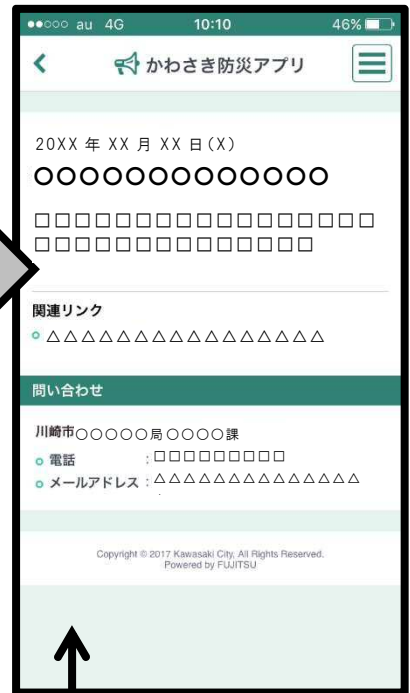 ●●○○○ au 4G 10:10 46%
かわさき防災アプリ
20XX 年 XX 月 XX 日(X)
○○○○○○○○○○○○○
□□□□□□□□□□□□□□□□□
□□□□□□□□□□□□□□
関連リンク
△△△△△△△△△△△△△△△△
問い合わせ
川崎市○○○○○局○○○○課
電話 :□□□□□□□□□
メールアドレス :△△△△△△△△△△△△△△
Copyright © 2017 Kawasaki City. All Rights Reserved.
Powered by FUJITSU